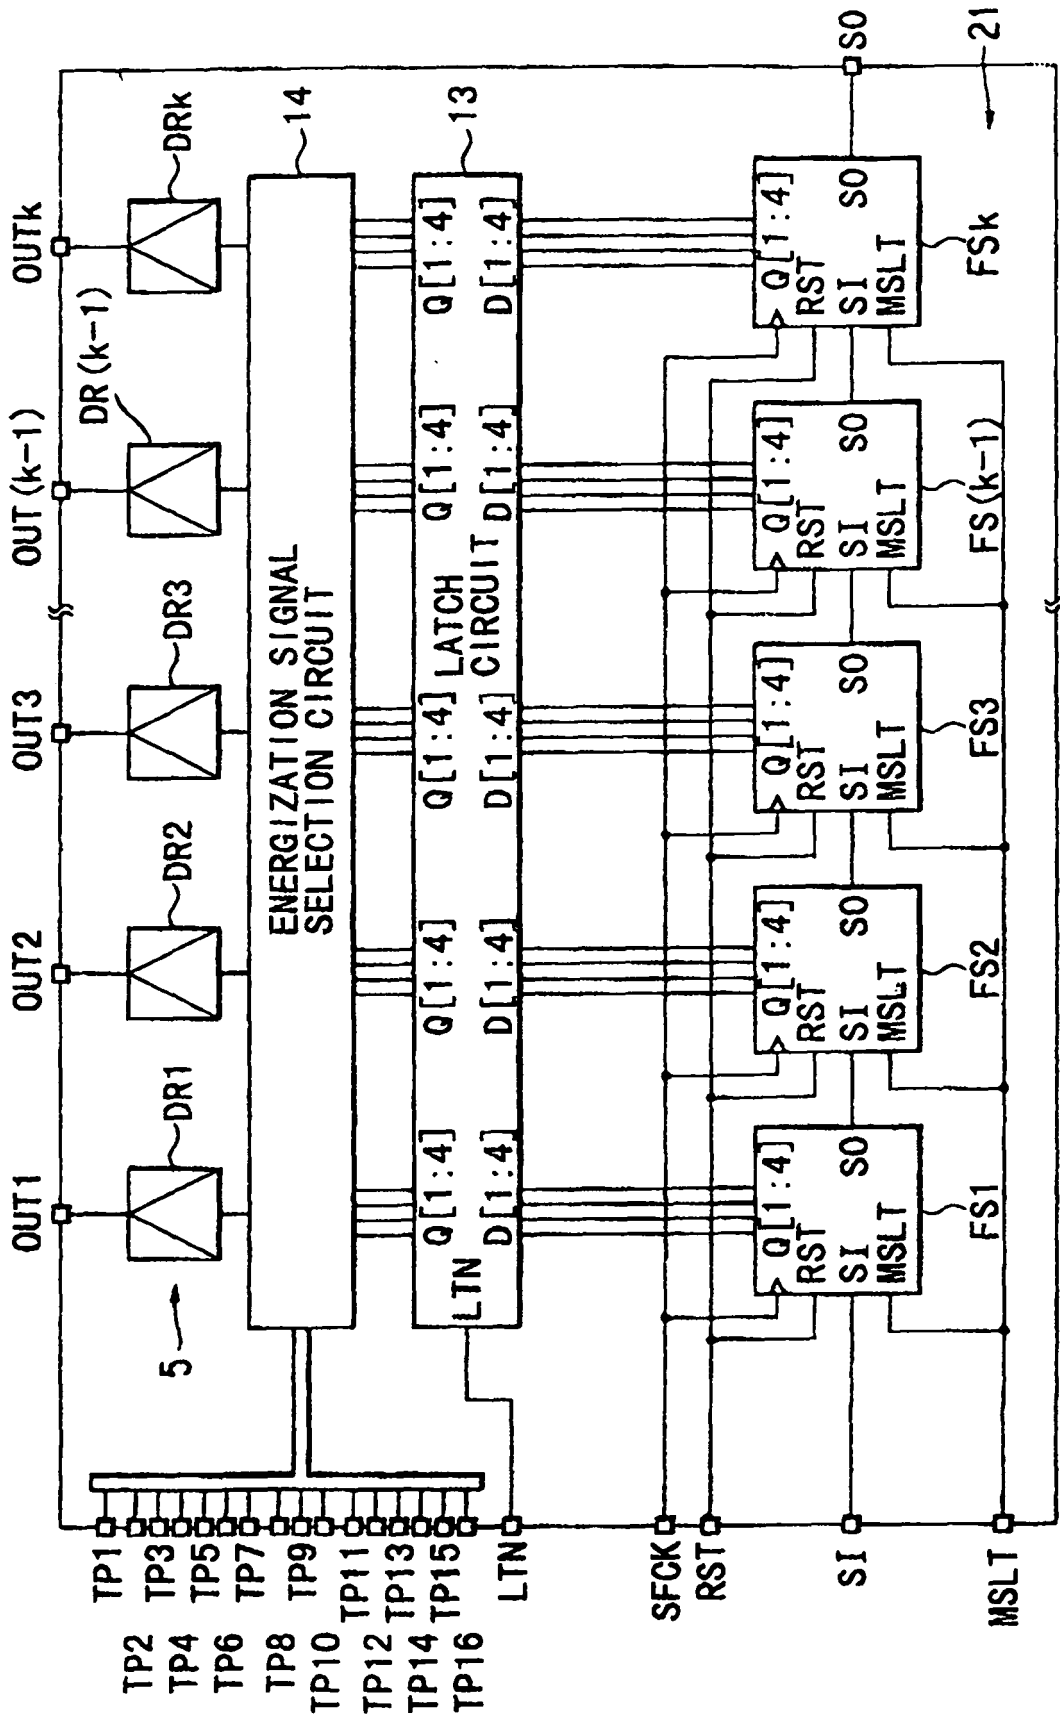 OUT1
OUT2
OUT3
OUT(k-1)
OUTk
DR1
DR2
DR3
DR(k-1)
DRk
5
ENERGIZATION SIGNAL
SELECTION CIRCUIT
14
TP1
TP2
TP3
TP4
TP5
TP6
TP7
TP8
TP9
TP10
TP11
TP12
TP13
TP14
TP15
TP16
Q[1:4]
Q[1:4]
Q[1:4]
Q[1:4]
Q[1:4]
LATCH
CIRCUIT
13
LTN
D[1:4]
D[1:4]
D[1:4]
D[1:4]
D[1:4]
LTN
SFCK
RST
SI
MSLT
Q[1:4]
RST
SI
SO
MSLT
FS1
Q[1:4]
RST
SI
SO
MSLT
FS2
Q[1:4]
RST
SI
SO
MSLT
FS3
Q[1:4]
RST
SI
SO
MSLT
FS(k-1)
Q[1:4]
RST
SI
SO
MSLT
FSk
SO
21